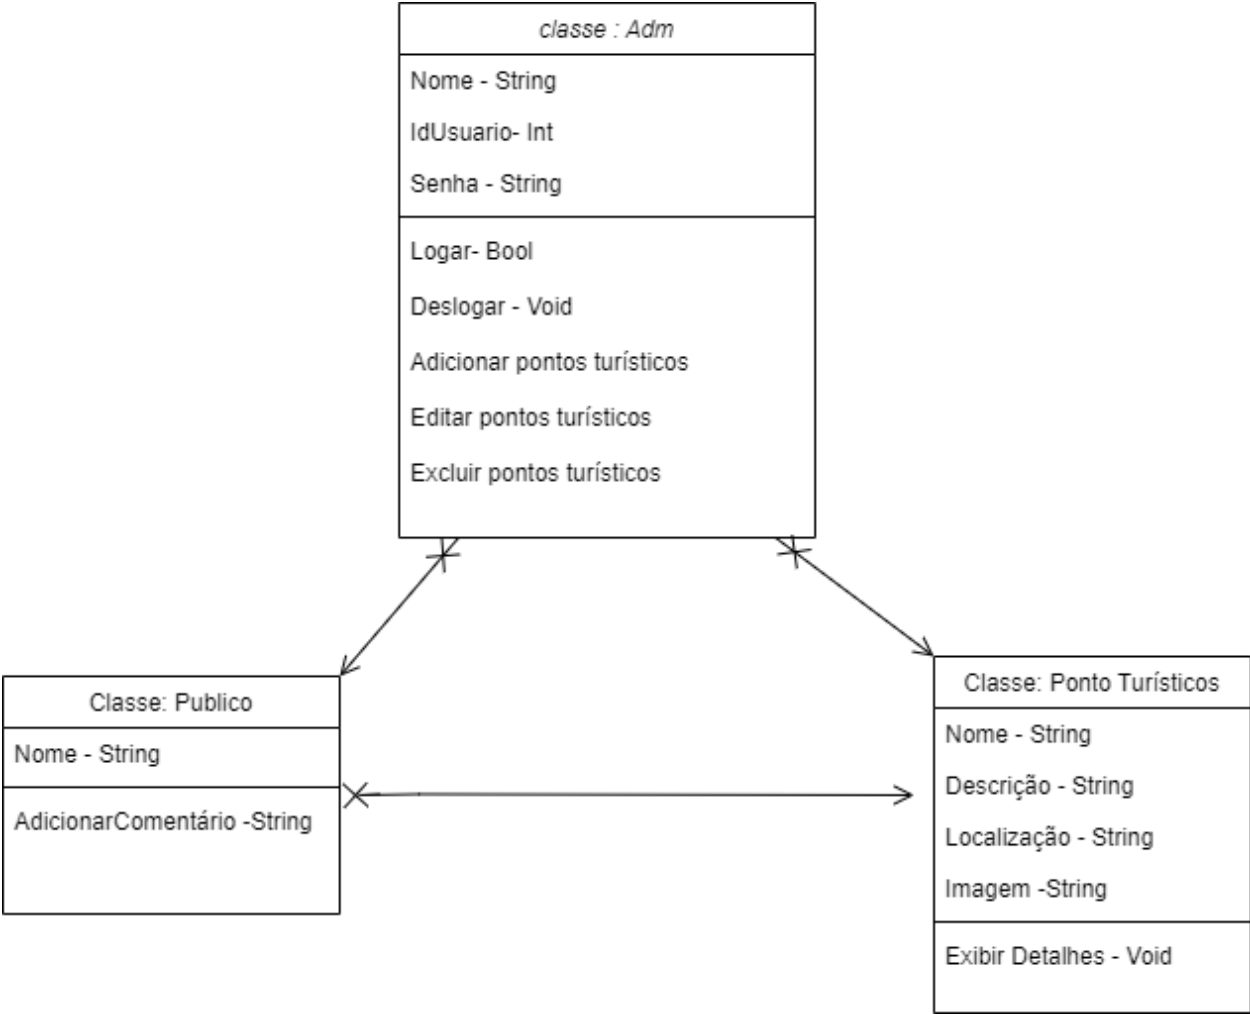 classe : Adm
Nome - String
IdUsuario- Int
Senha - String
Logar- Bool
Deslogar - Void
Adicionar pontos turísticos
Editar pontos turísticos
Excluir pontos turísticos
Classe: Publico
Nome - String
AdicionarComentário -String
Classe: Ponto Turísticos
Nome - String
Descrição - String
Localização - String
Imagem -String
Exibir Detalhes - Void